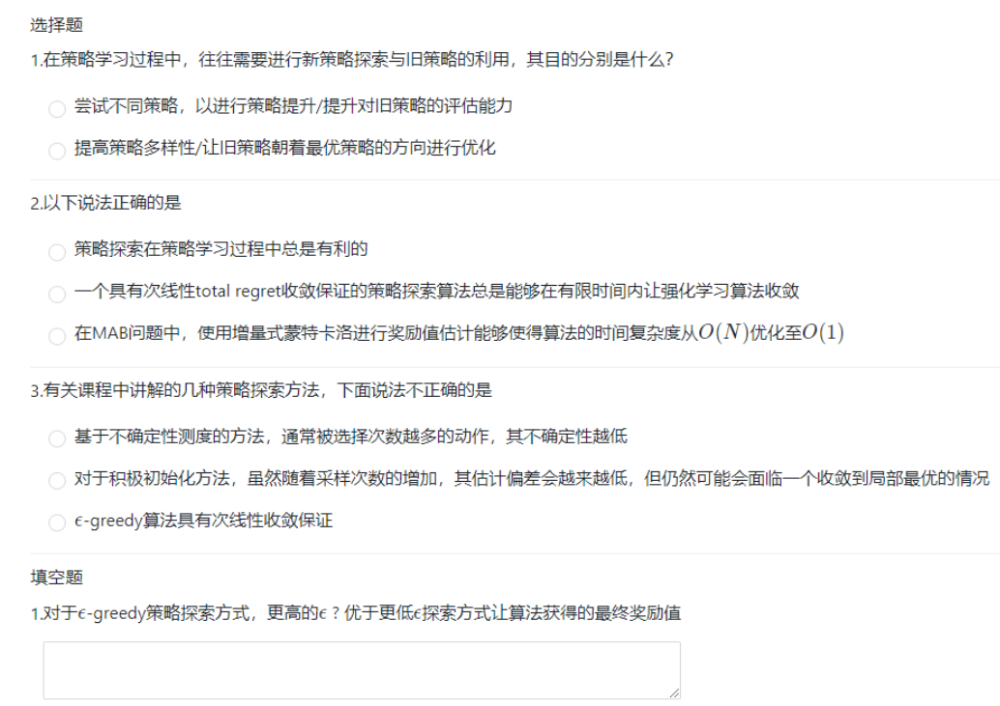 选择题
1.在策略学习过程中，往往需要进行新策略探索与旧策略的利用，其目的分别是什么?
尝试不同策略，以进行策略提升/提升对旧策略的评估能力
提高策略多样性/让旧策略朝着最优策略的方向进行优化
2.以下说法正确的是
策略探索在策略学习过程中总是有利的
一个具有次线性total regret收敛保证的策略探索算法总是能够在有限时间内让强化学习算法收敛
在MAB问题中，使用增量式蒙特卡洛进行奖励值估计能够使得算法的时间复杂度从O(N)优化至O(1)
3.有关课程中讲解的几种策略探索方法，下面说法不正确的是
基于不确定性测度的方法，通常被选择次数越多的动作，其不确定性越低
对于积极初始化方法，虽然随着采样次数的增加，其估计偏差会越来越低，但仍然可能会面临一个收敛到局部最优的情况
ϵ-greedy算法具有次线性收敛保证
填空题
1.对于ϵ-greedy策略探索方式，更高的ϵ ? 优于更低ϵ探索方式让算法获得的最终奖励值